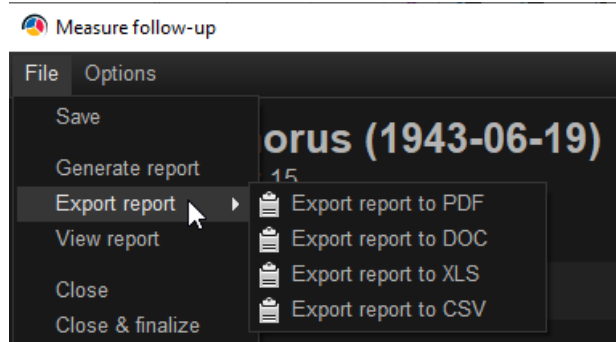 Measure follow-up
File Options
Save
orus (1943-06-19)
Generate report
15
Export report
Export report to PDF
View report
Export report to DOC
Export report to XLS
Close
Export report to CSV
Close & finalize